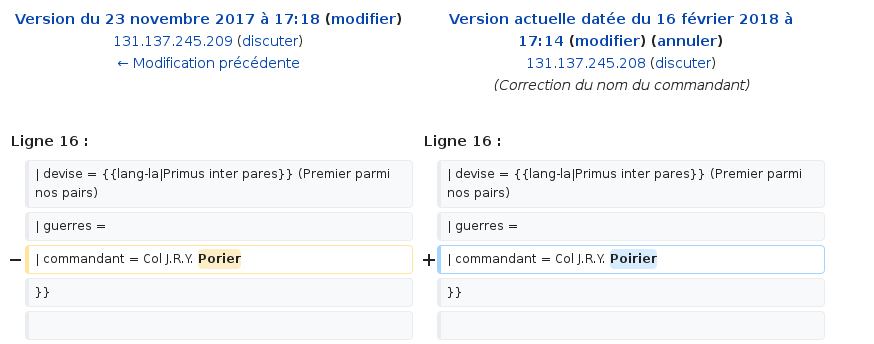 Version du 23 novembre 2017 à 17:18 (modifier)
131.137.245.209 (discuter)
← Modification précédente
Version actuelle datée du 16 février 2018 à
17:14 (modifier) (annuler)
131.137.245.208 (discuter)
(Correction du nom du commandant)
Ligne 16 :
Ligne 16 :
| devise = {{lang-la|Primus inter pares}} (Premier parmi
nos pairs)
| devise = {{lang-la|Primus inter pares}} (Premier parmi
nos pairs)
| guerres =
| guerres =
− | commandant = Col J.R.Y. Porier
+ | commandant = Col J.R.Y. Poirier
}}
}}